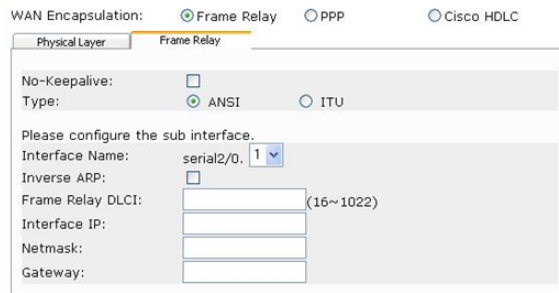 WAN Encapsulation: Frame Relay PPP Cisco HDLC
Physical Layer Frame Relay
No-Keepalive:
Type: ANSI ITU
Please configure the sub interface.
Interface Name: serial2/0. 1
Inverse ARP:
Frame Relay DLCI: (16~1022)
Interface IP:
Netmask:
Gateway: